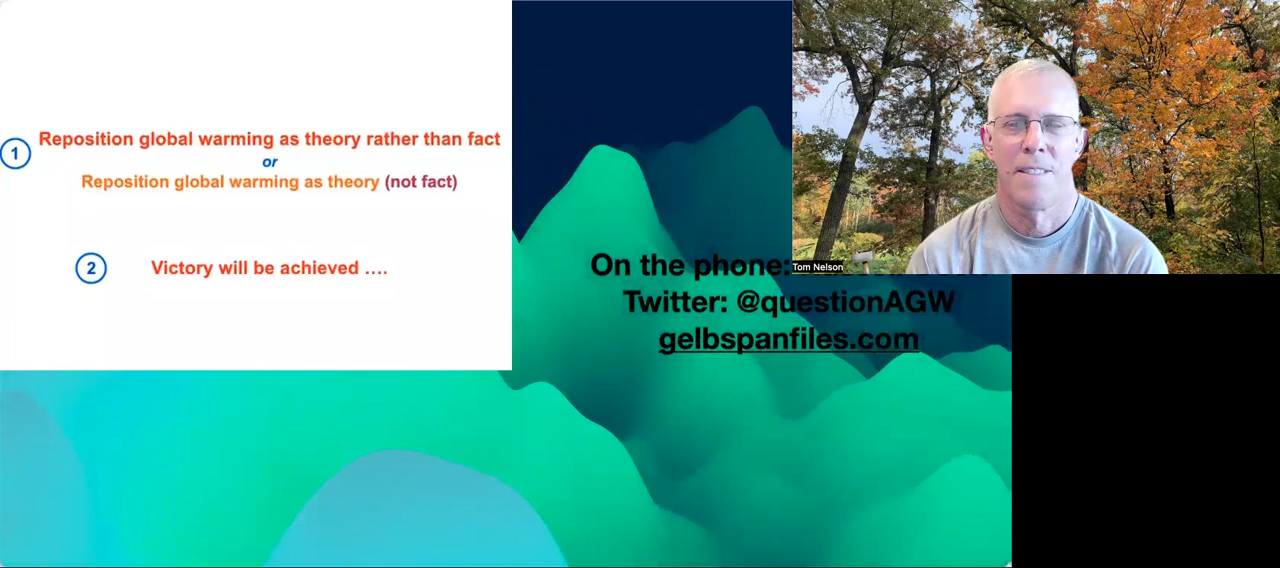 1
Reposition global warming as theory rather than fact
or
Reposition global warming as theory (not fact)
2
Victory will be achieved ....
On the phone:
Tom Nelson
Twitter: @questionAGW
gelbspanfiles.com